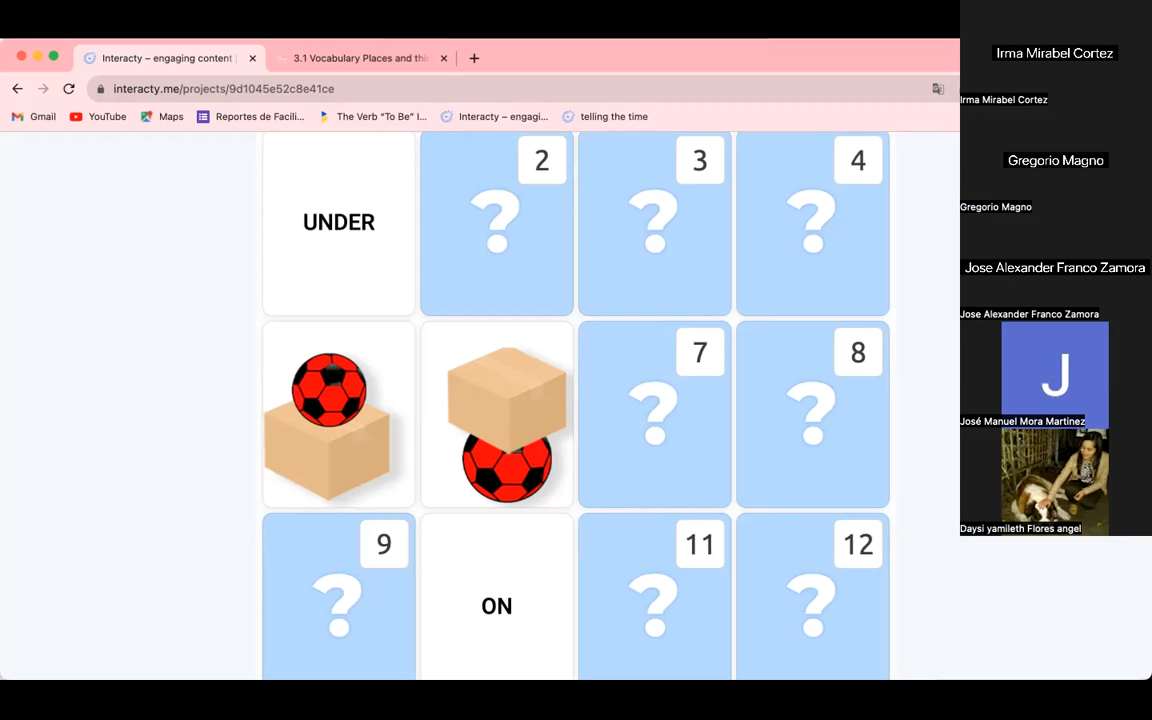 Interacty – engaging content
3.1 Vocabulary Places and thi
interacty.me/projects/9d1045e52c8e41ce
Gmail
YouTube
Maps
Reportes de Facili...
The Verb “To Be” I...
Interacty – engagi...
telling the time
UNDER
2
?
3
?
4
?
7
?
8
?
9
?
ON
11
?
12
?
Irma Mirabel Cortez
Irma Mirabel Cortez
Gregorio Magno
Gregorio Magno
Jose Alexander Franco Zamora
Jose Alexander Franco Zamora
J
José Manuel Mora Martinez
Daysi yamileth Flores angel